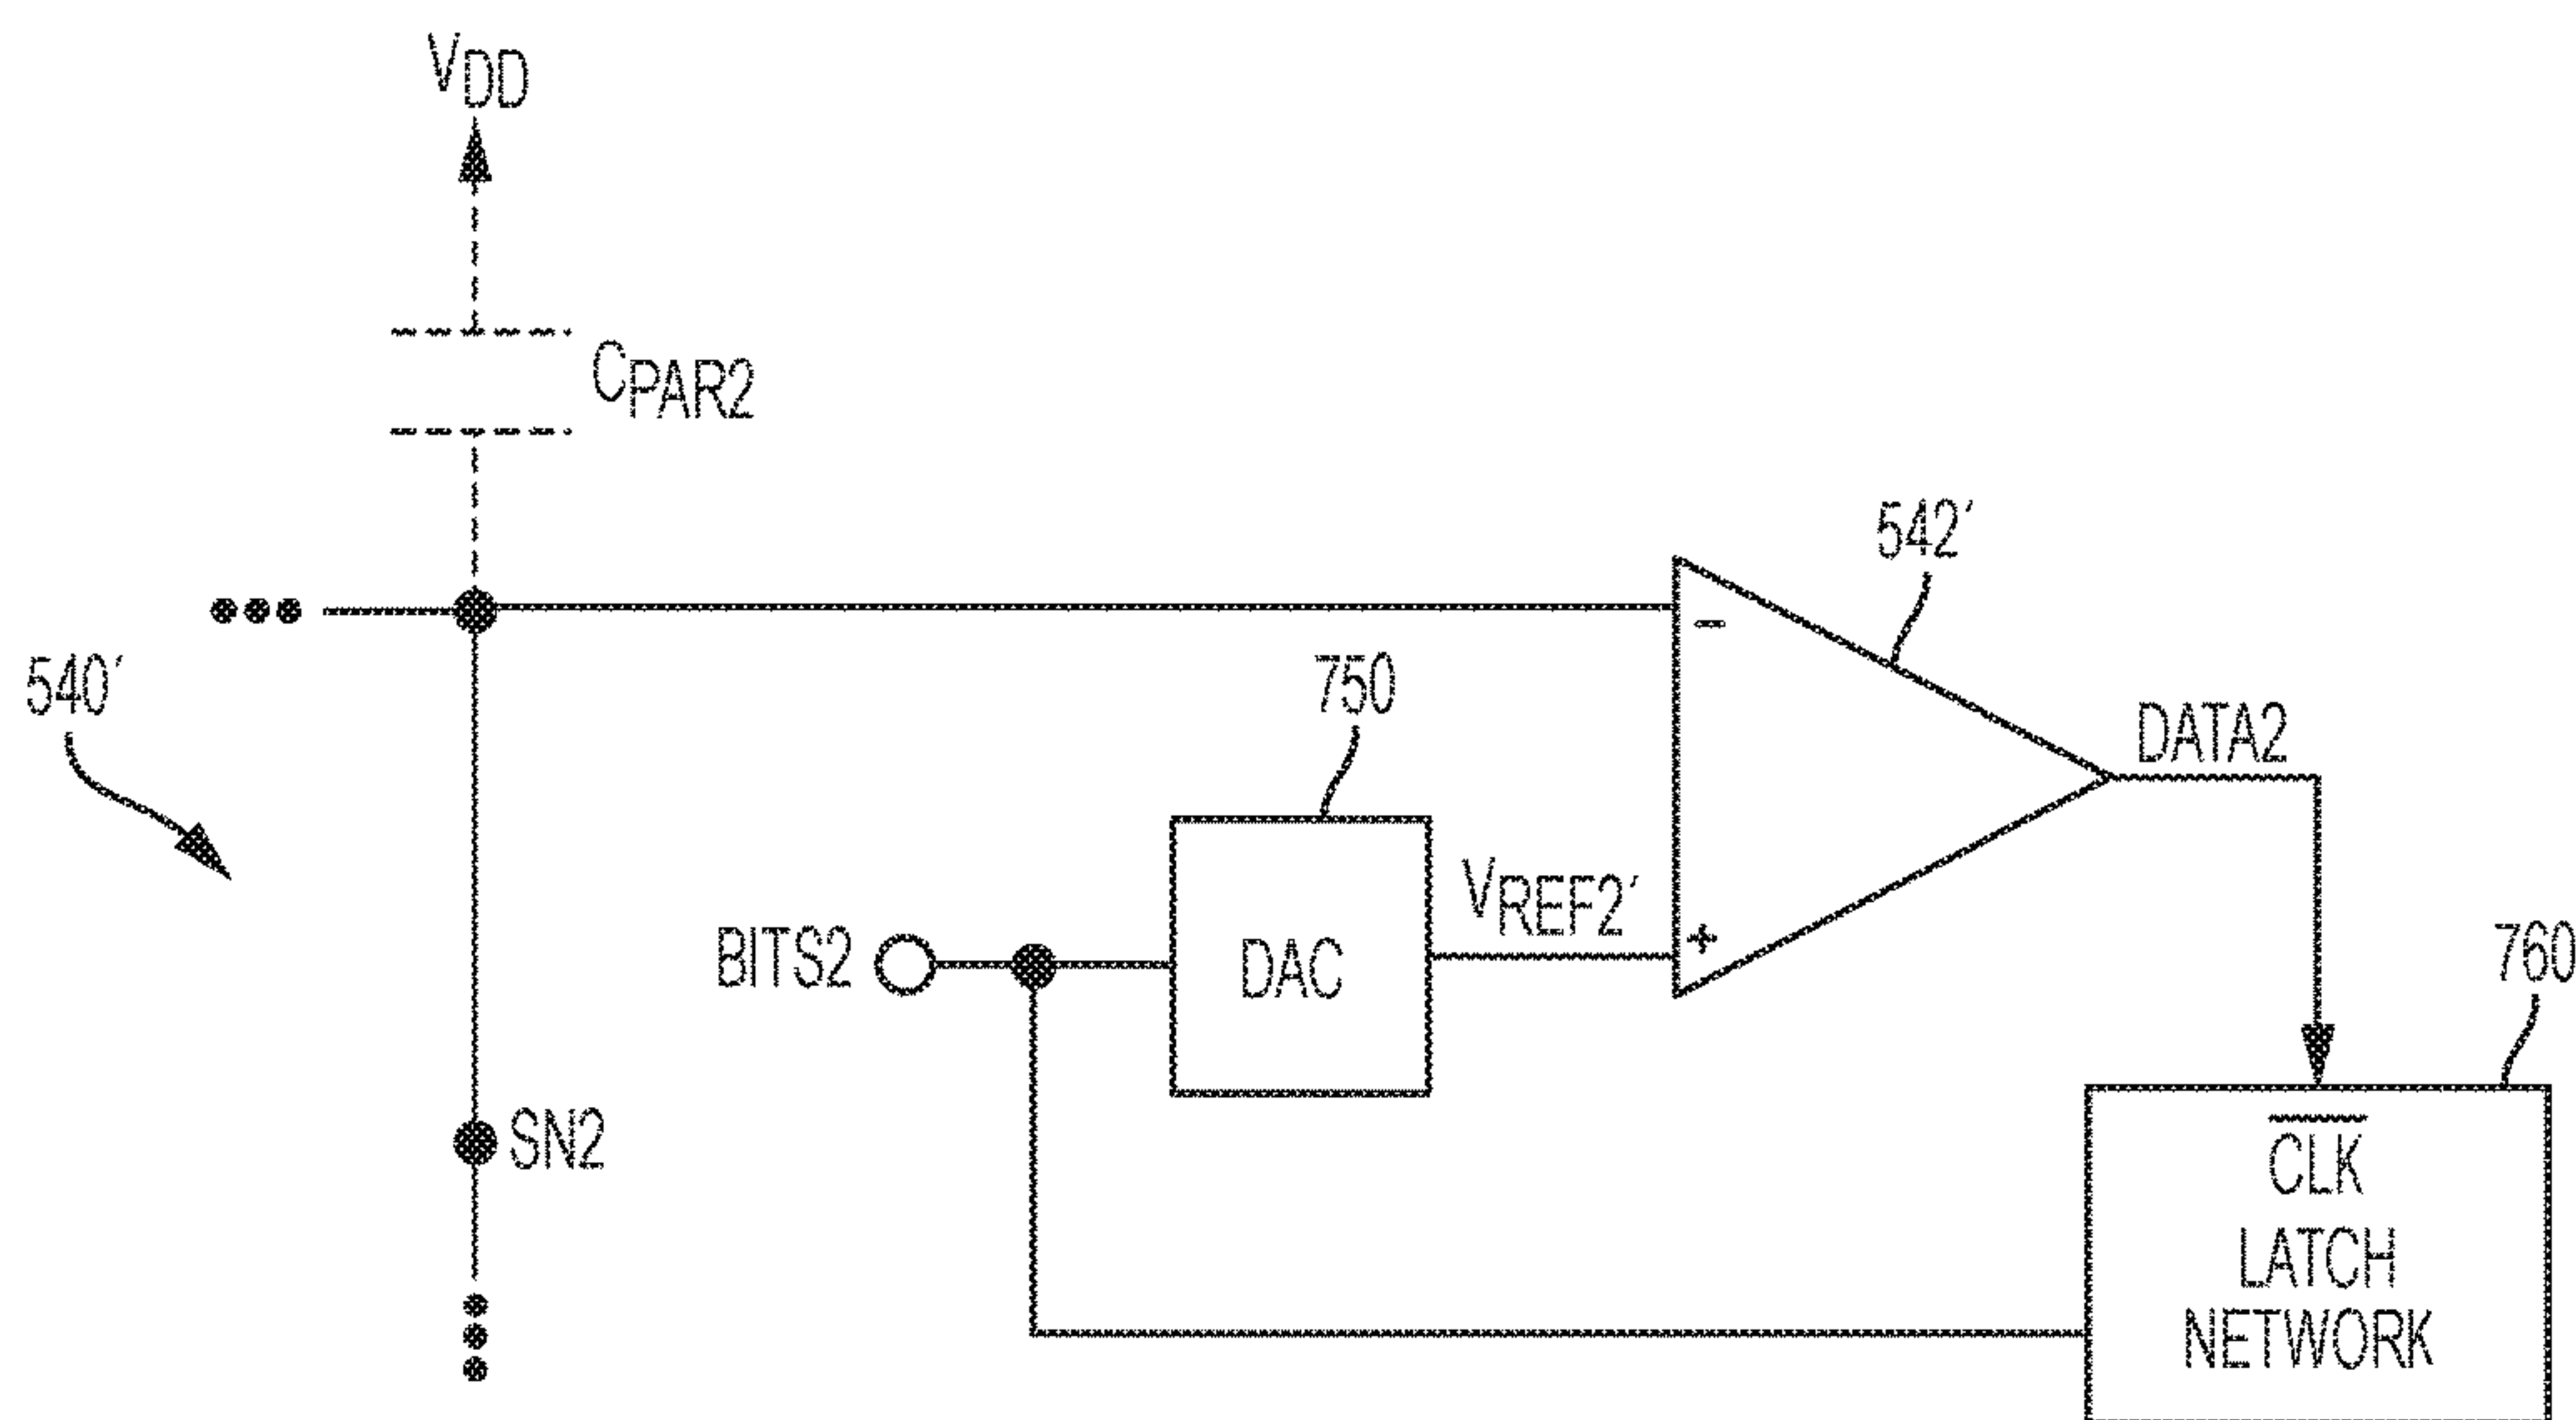 VDD
CPAR2
542′
540′
750
DATA2
VREF2′
BITS2
DAC
760
SN2
CLK
LATCH
NETWORK
−
+